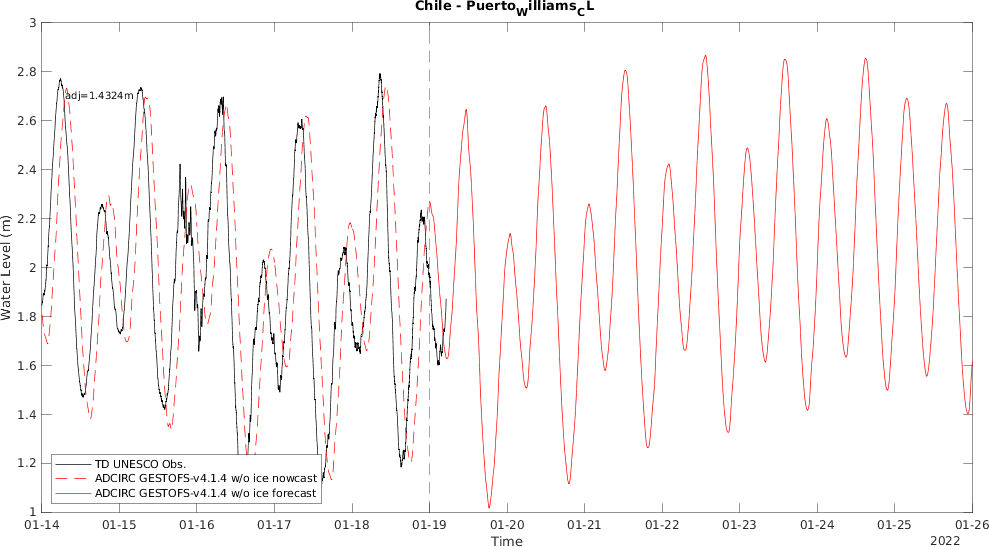 Chile - PuertoWilliamsCL
3
2.8
adj=1.4324m
2.6
2.4
2.2
Water Level (m)
2
1.8
1.6
1.4
1.2
1
TD UNESCO Obs.
ADCIRC GESTOFS-v4.1.4 w/o ice nowcast
ADCIRC GESTOFS-v4.1.4 w/o ice forecast
01-14 01-15 01-16 01-17 01-18 01-19 01-20 01-21 01-22 01-23 01-24 01-25 01-26
Time
2022